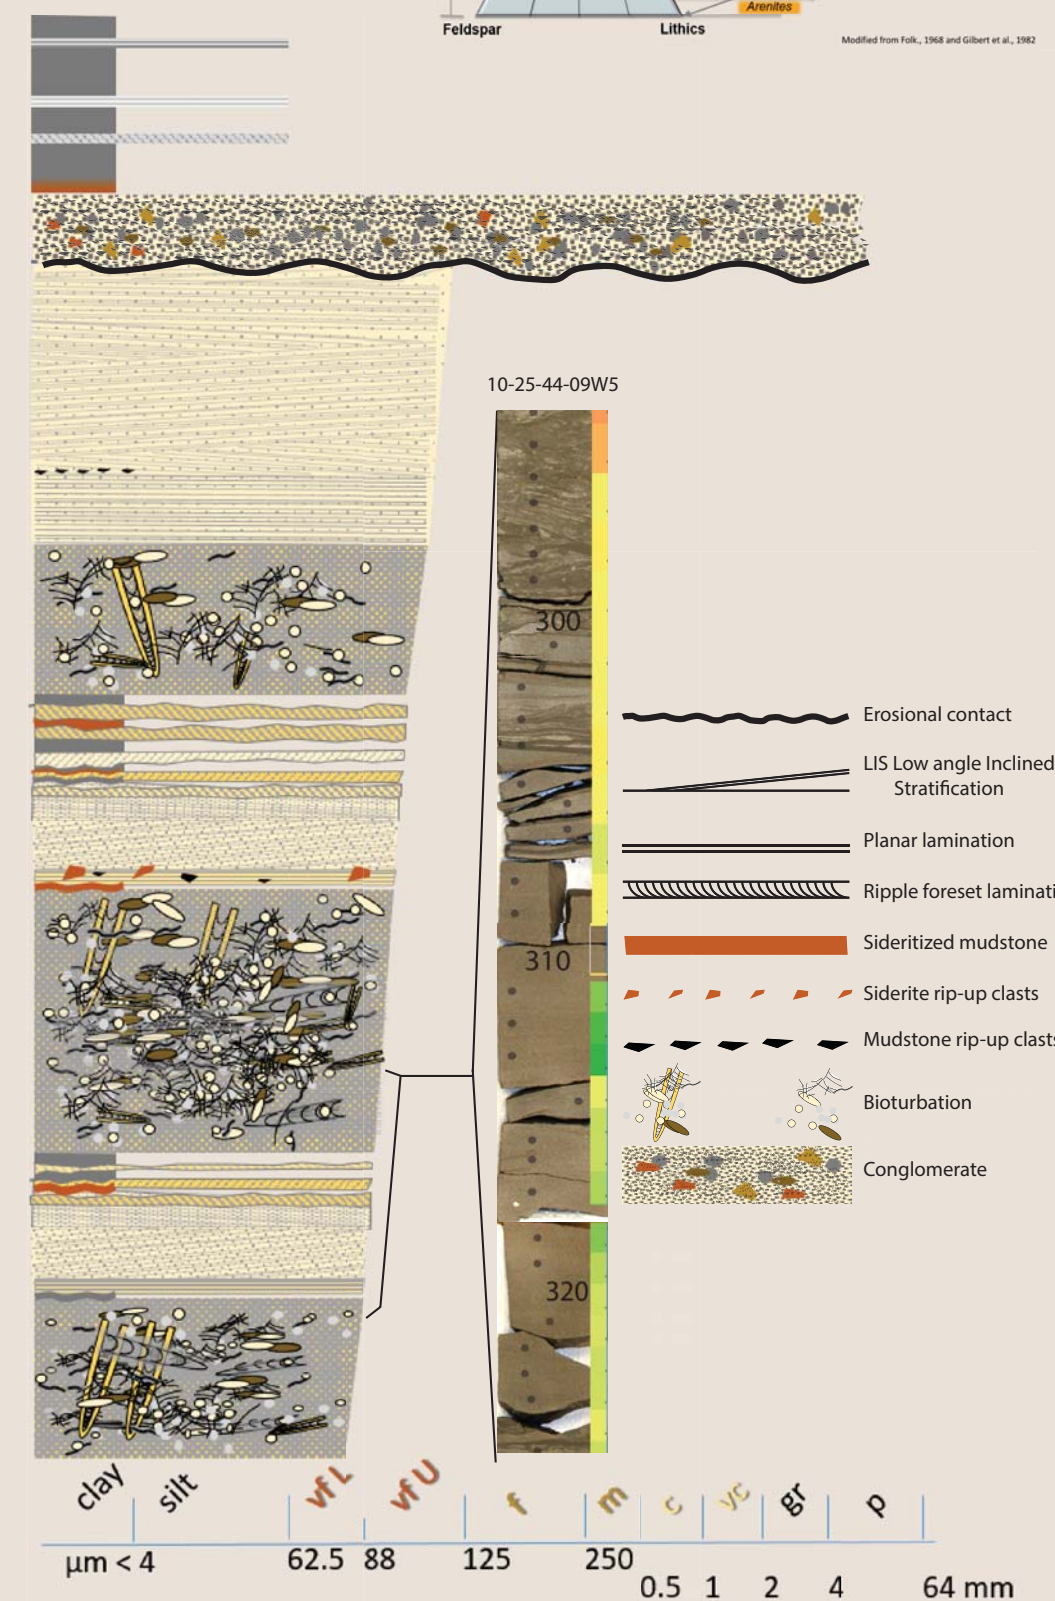 Arenites
Feldspar
Lithics
Modified from Folk., 1968 and Gilbert et al., 1982
10-25-44-09W5
300
310
320
Erosional contact
LIS Low angle Inclined
Stratification
Planar lamination
Ripple foreset laminati
Sideritized mudstone
Siderite rip-up clasts
Mudstone rip-up clasts
Bioturbation
Conglomerate
clay silt vf L vf U f m c vc gr p
µm < 4 62.5 88 125 250
0.5 1 2 4 64 mm